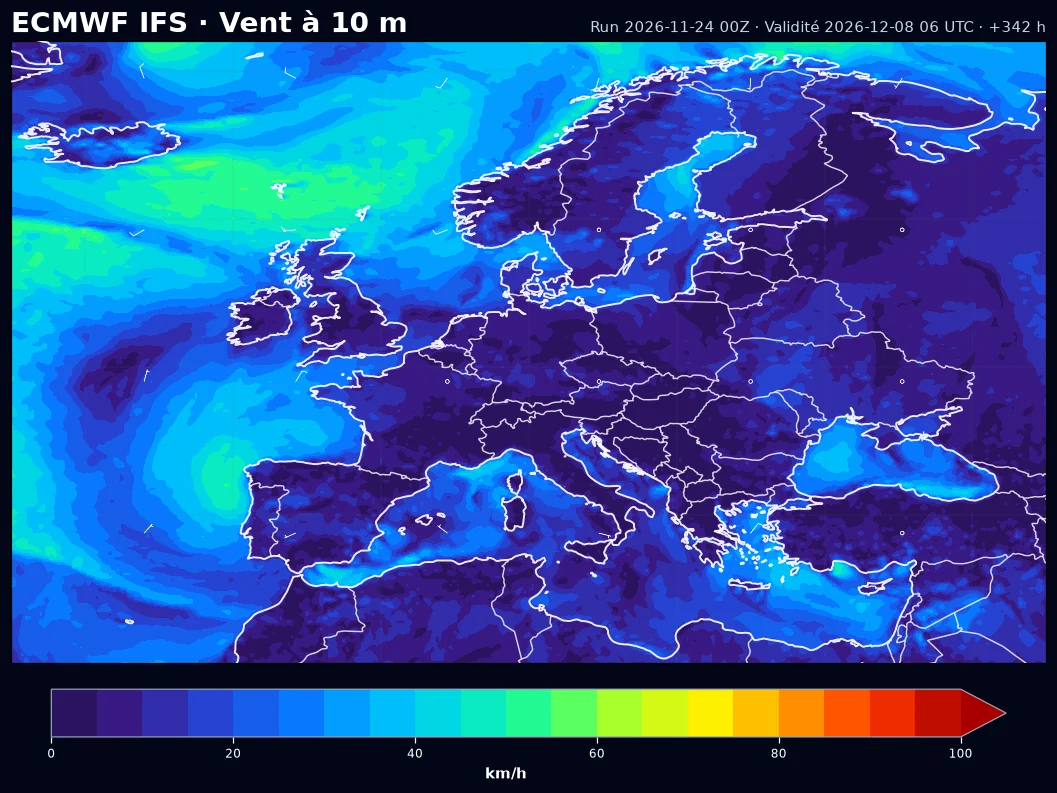 ECMWF IFS · Vent à 10 m
Run 2026-11-24 00Z · Validité 2026-12-08 06 UTC · +342 h
0 20 40 60 80 100
km/h